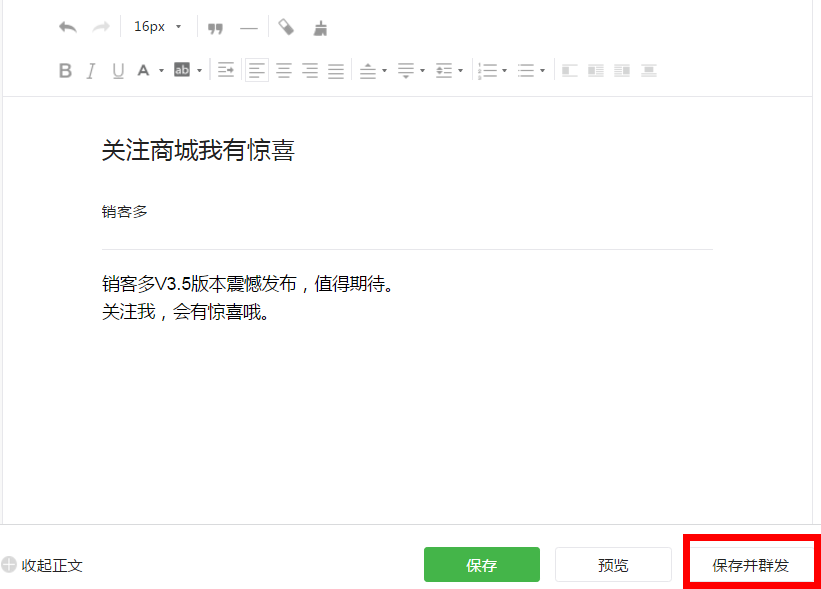 16px
B I U A ab
关注商城我有惊喜
销客多
销客多V3.5版本震憾发布，值得期待。
关注我，会有惊喜哦。
收起正文 保存 预览 保存并群发